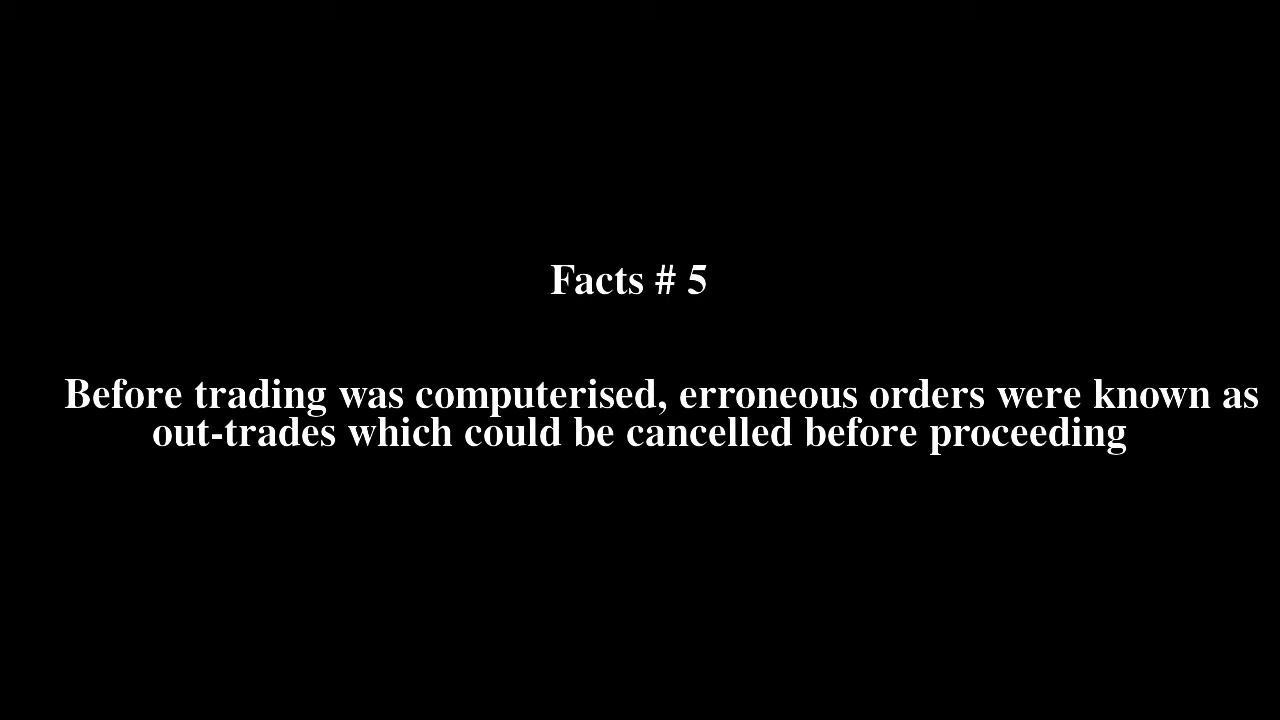 Facts # 5
Before trading was computerised, erroneous orders were known as
out-trades which could be cancelled before proceeding